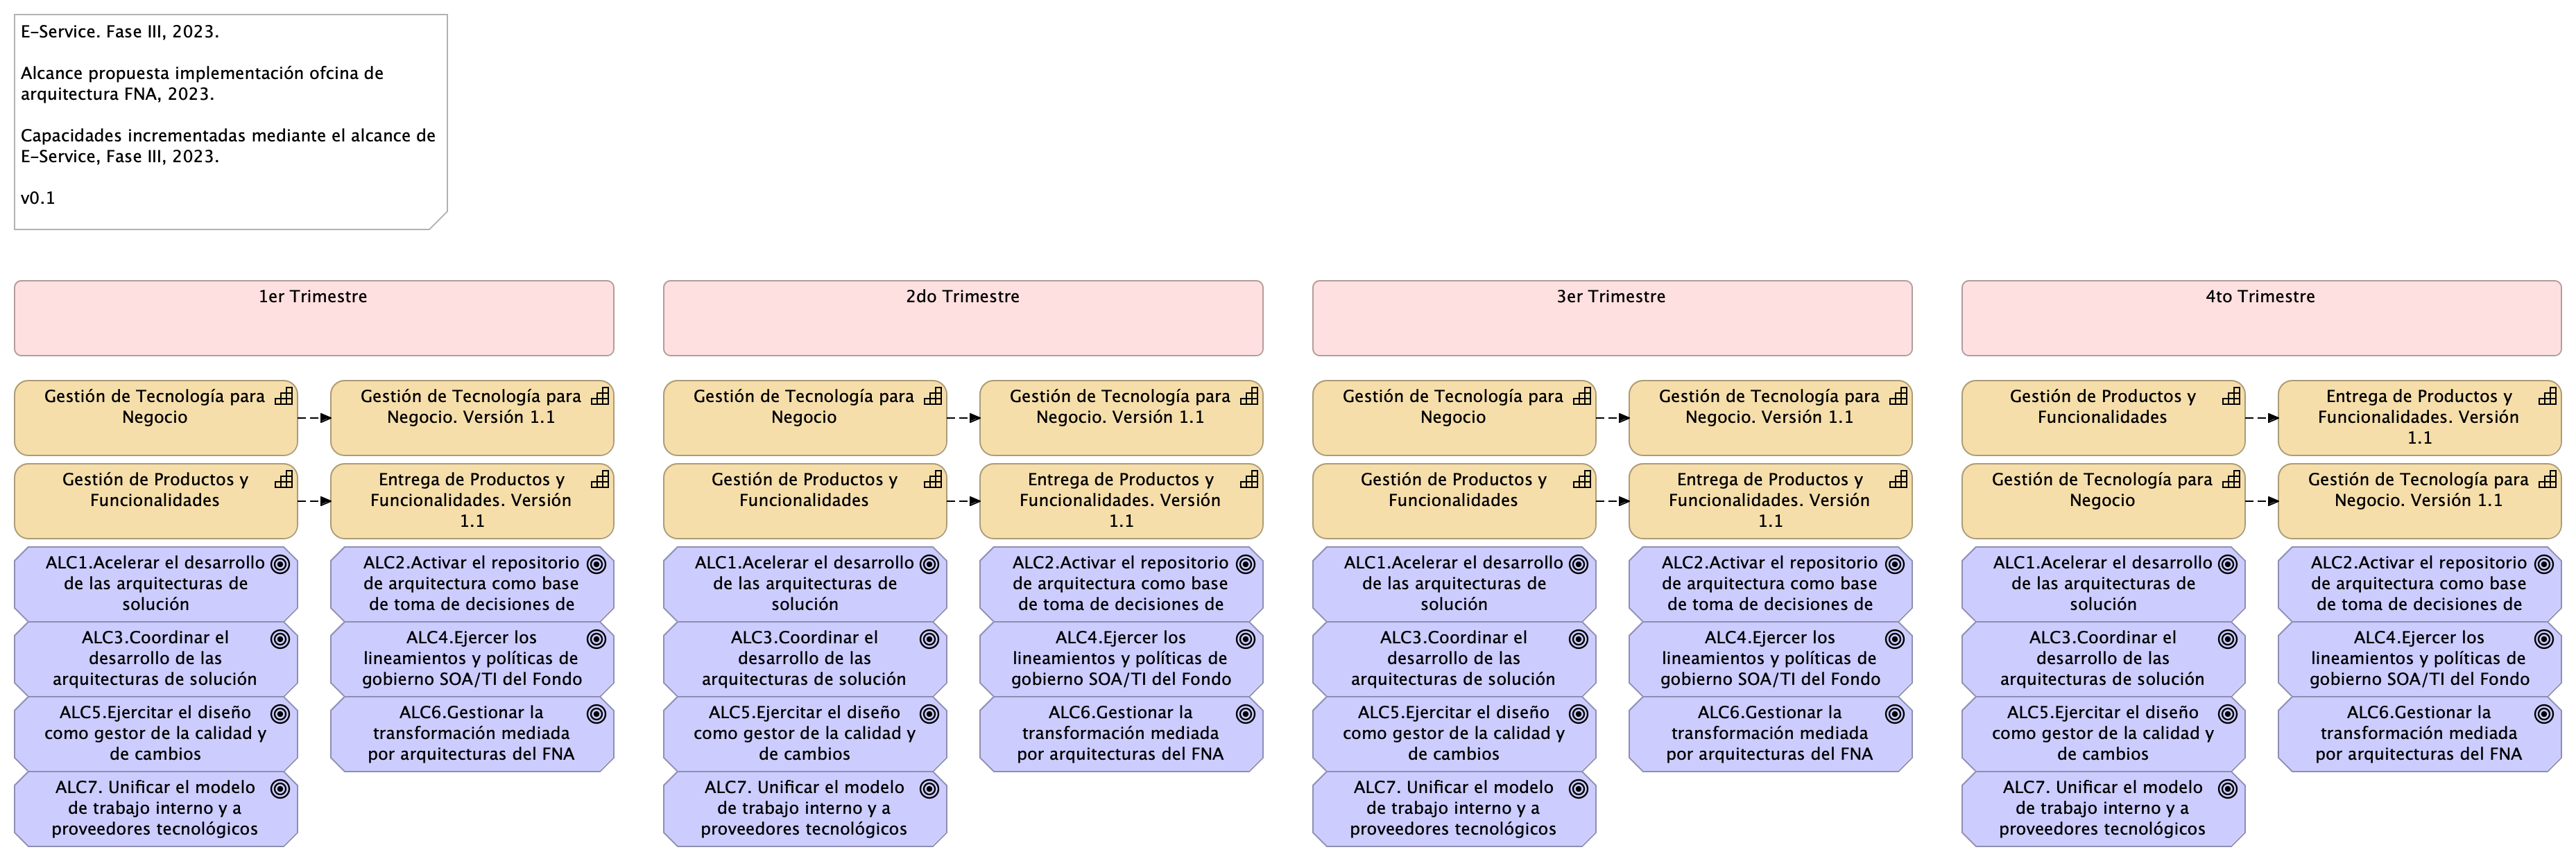 E-Service. Fase III, 2023.
Alcance propuesta implementación ofcina de
arquitectura FNA, 2023.
Capacidades incrementadas mediante el alcance de
E-Service, Fase III, 2023.
v0.1
1er Trimestre
Gestión de Tecnología para
Negocio
Gestión de Tecnología para
Negocio. Versión 1.1
Gestión de Productos y
Funcionalidades
Entrega de Productos y
Funcionalidades. Versión
1.1
ALC1.Acelerar el desarrollo
de las arquitecturas de
solución
ALC2.Activar el repositorio
de arquitectura como base
de toma de decisiones de
ALC3.Coordinar el
desarrollo de las
arquitecturas de solución
ALC4.Ejercer los
lineamientos y políticas de
gobierno SOA/TI del Fondo
ALC5.Ejercitar el diseño
como gestor de la calidad y
de cambios
ALC6.Gestionar la
transformación mediada
por arquitecturas del FNA
ALC7. Unificar el modelo
de trabajo interno y a
proveedores tecnológicos
2do Trimestre
Gestión de Tecnología para
Negocio
Gestión de Tecnología para
Negocio. Versión 1.1
Gestión de Productos y
Funcionalidades
Entrega de Productos y
Funcionalidades. Versión
1.1
ALC1.Acelerar el desarrollo
de las arquitecturas de
solución
ALC2.Activar el repositorio
de arquitectura como base
de toma de decisiones de
ALC3.Coordinar el
desarrollo de las
arquitecturas de solución
ALC4.Ejercer los
lineamientos y políticas de
gobierno SOA/TI del Fondo
ALC5.Ejercitar el diseño
como gestor de la calidad y
de cambios
ALC6.Gestionar la
transformación mediada
por arquitecturas del FNA
ALC7. Unificar el modelo
de trabajo interno y a
proveedores tecnológicos
3er Trimestre
Gestión de Tecnología para
Negocio
Gestión de Tecnología para
Negocio. Versión 1.1
Gestión de Productos y
Funcionalidades
Entrega de Productos y
Funcionalidades. Versión
1.1
ALC1.Acelerar el desarrollo
de las arquitecturas de
solución
ALC2.Activar el repositorio
de arquitectura como base
de toma de decisiones de
ALC3.Coordinar el
desarrollo de las
arquitecturas de solución
ALC4.Ejercer los
lineamientos y políticas de
gobierno SOA/TI del Fondo
ALC5.Ejercitar el diseño
como gestor de la calidad y
de cambios
ALC6.Gestionar la
transformación mediada
por arquitecturas del FNA
ALC7. Unificar el modelo
de trabajo interno y a
proveedores tecnológicos
4to Trimestre
Gestión de Productos y
Funcionalidades
Entrega de Productos y
Funcionalidades. Versión
1.1
Gestión de Tecnología para
Negocio
Gestión de Tecnología para
Negocio. Versión 1.1
ALC1.Acelerar el desarrollo
de las arquitecturas de
solución
ALC2.Activar el repositorio
de arquitectura como base
de toma de decisiones de
ALC3.Coordinar el
desarrollo de las
arquitecturas de solución
ALC4.Ejercer los
lineamientos y políticas de
gobierno SOA/TI del Fondo
ALC5.Ejercitar el diseño
como gestor de la calidad y
de cambios
ALC6.Gestionar la
transformación mediada
por arquitecturas del FNA
ALC7. Unificar el modelo
de trabajo interno y a
proveedores tecnológicos